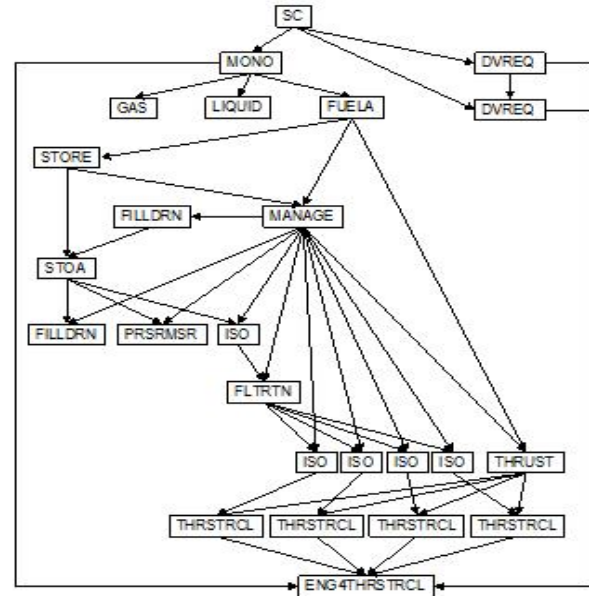 SC
MONO
DVREQ
GAS
LIQUID
FUELA
DVREQ
STORE
FILLDRN
MANAGE
STOA
FILLDRN
PRSRMSR
ISO
FLTRTN
ISO
ISO
ISO
ISO
THRUST
THRSTRCL
THRSTRCL
THRSTRCL
THRSTRCL
ENG4THRSTRCL